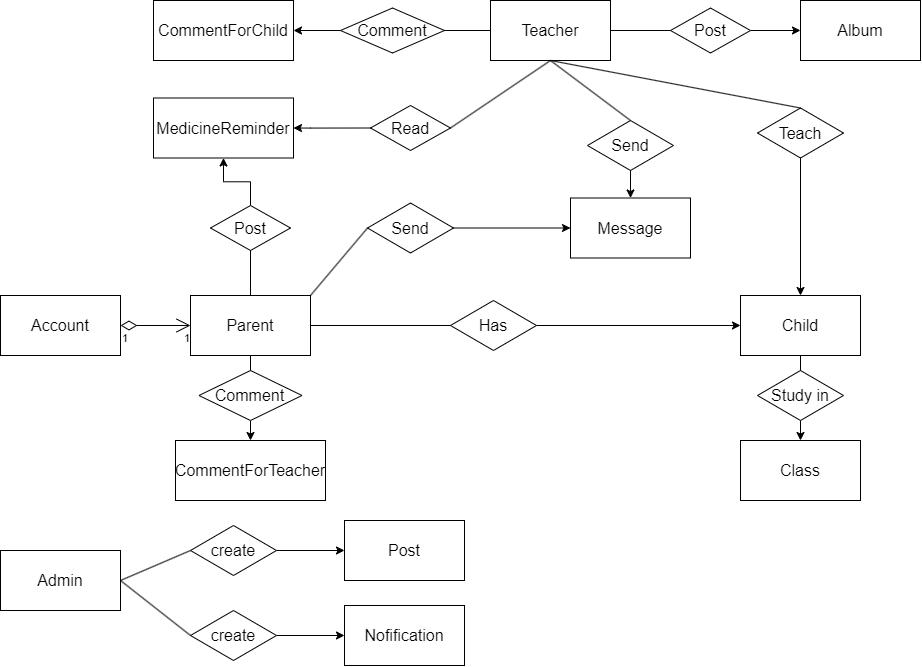 CommentForChild
Comment
Teacher
Post
Album
MedicineReminder
Read
Send
Teach
Post
Send
Message
Account
1
1
Parent
Has
Child
Comment
Study in
CommentForTeacher
Class
Admin
create
Post
create
Nofification